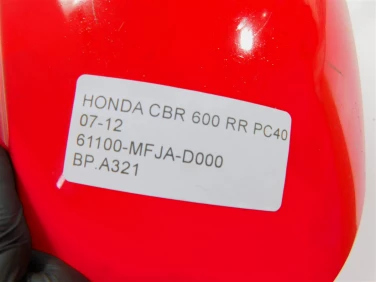 HONDA CBR 600 RR PC40
07-12
61100-MFJA-D000
BP.A321